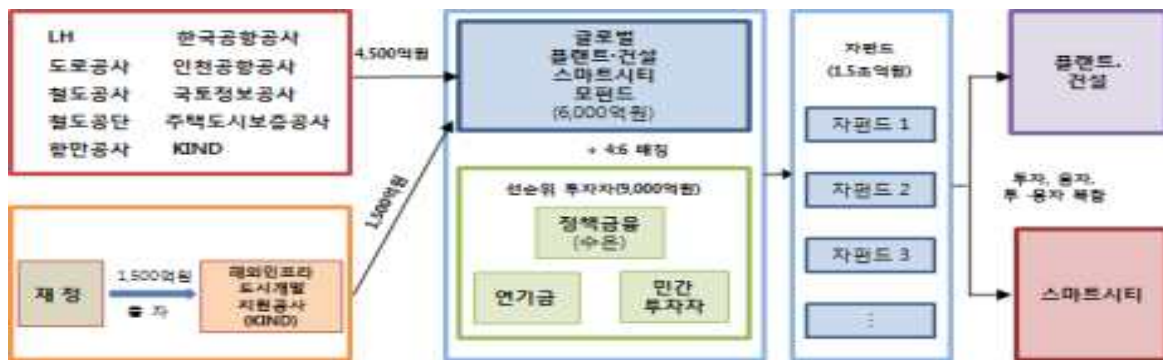 LH 한국공항공사
도로공사 인천공항공사
철도공사 국토정보공사
철도공단 주택도시보증공사
항만공사 KIND
4,500억원
재 정
1,500억원
출 자
해외인프라
도시개발
지원공사
(KIND)
1,500억원
글로벌
플랜트·건설
스마트시티
모펀드
(6,000억원)
+ 4:6 매칭
선순위 투자자(9,000억원)
정책금융
(수은)
연기금
민간
투자자
자펀드
(1.5조억원)
자펀드 1
자펀드 2
자펀드 3
⋮
플랜트·
건설
투자, 융자,
투·융자 복합
스마트시티